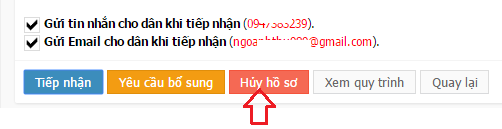 Gửi tin nhắn cho dân khi tiếp nhận (0947383239).
Gửi Email cho dân khi tiếp nhận (@gmail.com).
Tiếp nhận Yêu cầu bổ sung Hủy hồ sơ Xem quy trình Quay lại